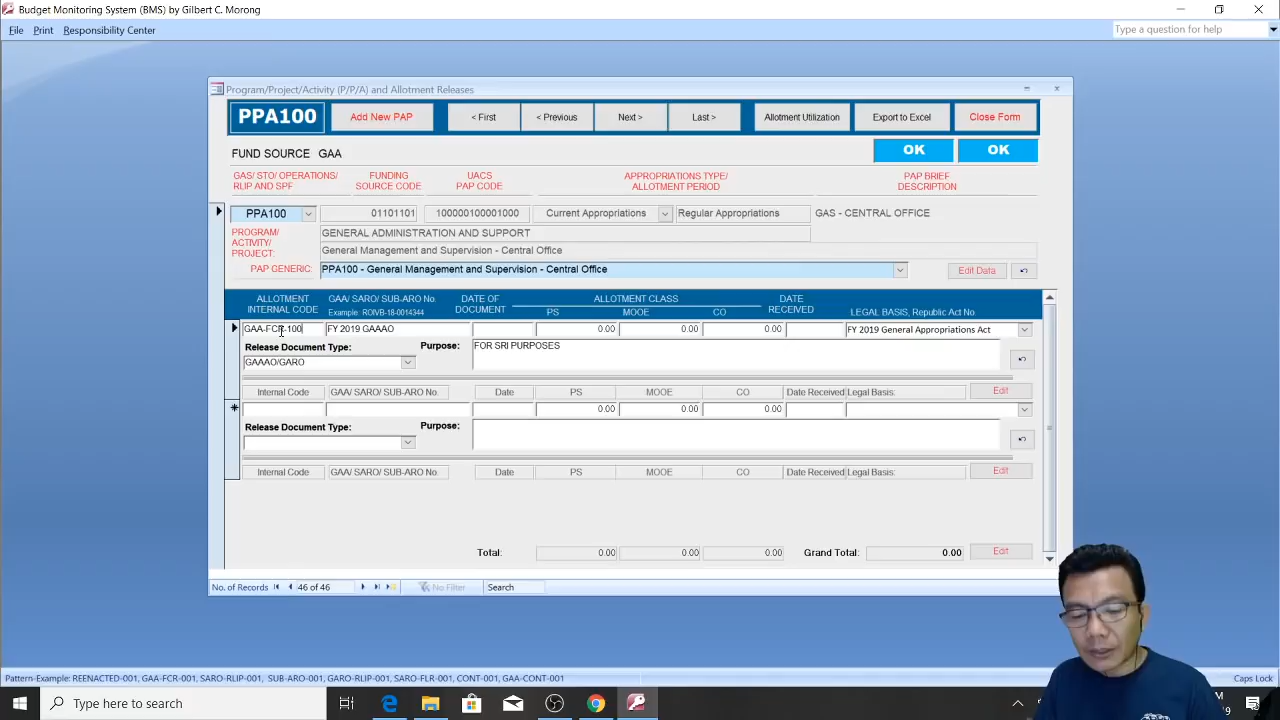 Budget Monitoring System (BMS) by Gilbert C. Morong
File Print Responsibility Center
Type a question for help
Program/Project/Activity (P/P/A) and Allotment Releases
PPA100 Add New PAP < First < Previous Next > Last > Allotment Utilization Export to Excel Close Form
FUND SOURCE GAA OK OK
GAS/ STO/ OPERATIONS/ RLIP AND SPF
FUNDING SOURCE CODE
UACS PAP CODE
APPROPRIATIONS TYPE/ ALLOTMENT PERIOD
PAP BRIEF DESCRIPTION
PPA100 01101101 100000100001000 Current Appropriations Regular Appropriations GAS - CENTRAL OFFICE
PROGRAM/ ACTIVITY/ PROJECT:
GENERAL ADMINISTRATION AND SUPPORT
General Management and Supervision - Central Office
PAP GENERIC: PPA100 - General Management and Supervision - Central Office Edit Data
ALLOTMENT INTERNAL CODE
GAA/ SARO/ SUB-ARO No.
Example: ROIVB-18-0014344
DATE OF DOCUMENT
ALLOTMENT CLASS
PS MOOE CO
DATE RECEIVED
LEGAL BASIS, Republic Act No.
GAA-FCR-100 FY 2019 GAAAO 0.00 0.00 0.00 FY 2019 General Appropriations Act
Release Document Type: Purpose: FOR SRI PURPOSES
GAAAO/GARO
Internal Code GAA/ SARO/ SUB-ARO No. Date PS MOOE CO Date Received Legal Basis: Edit
0.00 0.00 0.00
Release Document Type: Purpose:
Internal Code GAA/ SARO/ SUB-ARO No. Date PS MOOE CO Date Received Legal Basis: Edit
Total: 0.00 0.00 0.00 Grand Total: 0.00 Edit
No. of Records 46 of 46 No Filter Search
Pattern-Example: REENACTED-001, GAA-FCR-001, SARO-RLIP-001, SUB-ARO-001, GARO-RLIP-001, SARO-FLR-001, CONT-001, GAA-CONT-001 Caps Lock
Type here to search